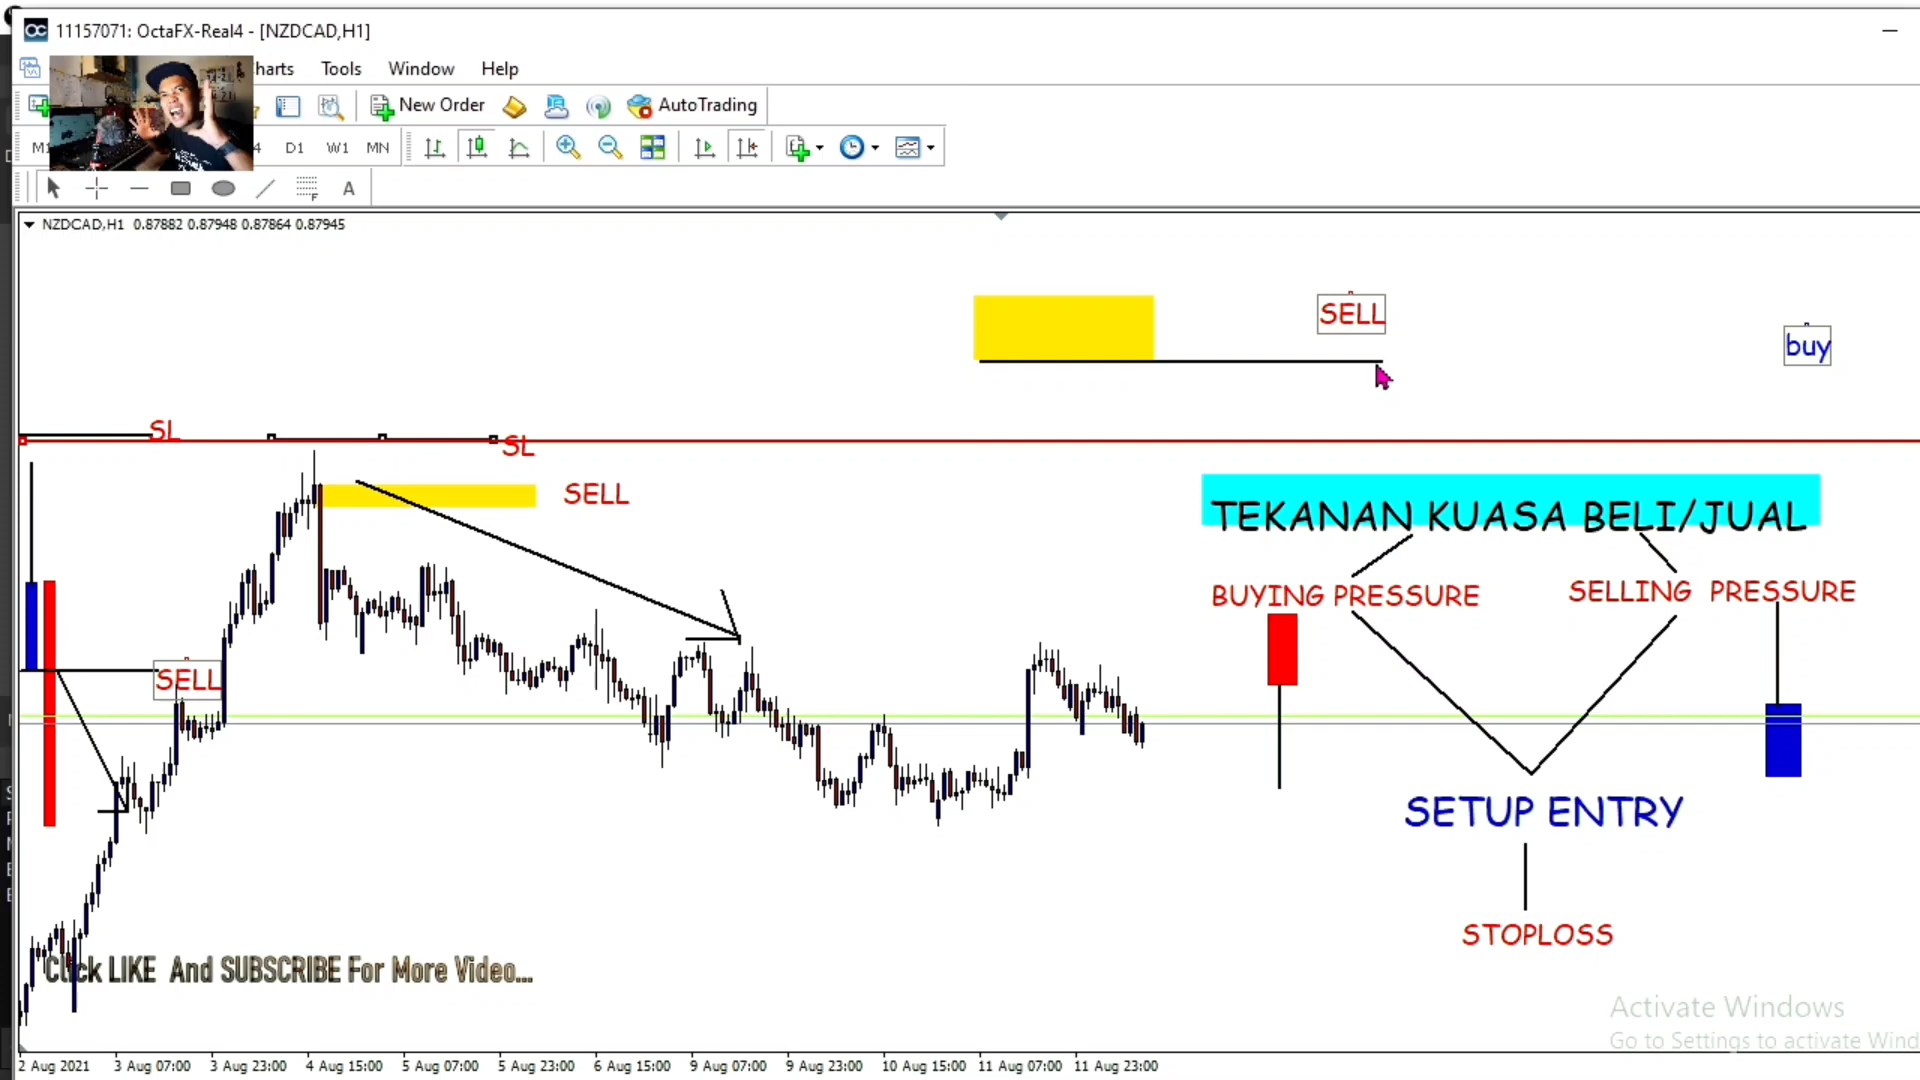 11157071: OctaFX-Real4 - [NZDCAD,H1]
harts Tools Window Help
New Order AutoTrading
4 D1 W1 MN
A
NZDCAD,H1 0.87882 0.87948 0.87864 0.87945
SELL
buy
SL
SL
SELL
TEKANAN KUASA BELI/JUAL
BUYING PRESSURE
SELLING PRESSURE
SELL
SETUP ENTRY
STOPLOSS
Click LIKE And SUBSCRIBE For More Video...
Activate Windows
Go to Settings to activate Wind
2 Aug 2021 3 Aug 07:00 3 Aug 23:00 4 Aug 15:00 5 Aug 07:00 5 Aug 23:00 6 Aug 15:00 9 Aug 07:00 9 Aug 23:00 10 Aug 15:00 11 Aug 07:00 11 Aug 23:00